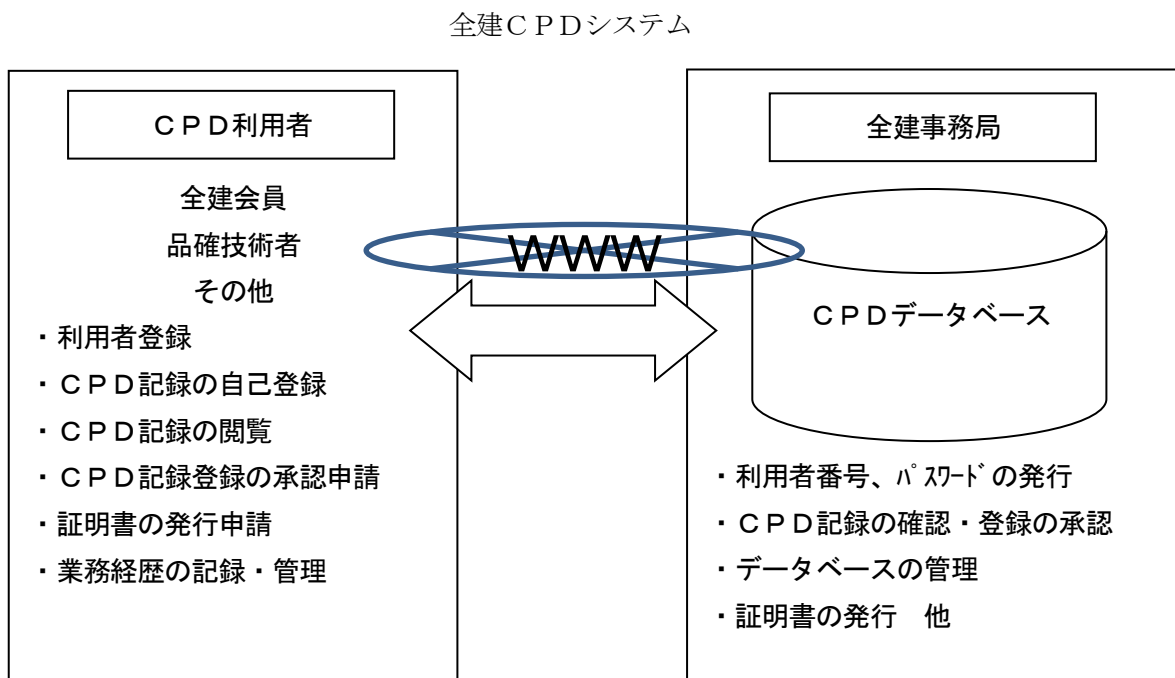 全建ＣＰＤシステム
ＣＰＤ利用者
全建会員
品確技術者
その他
・利用者登録
・ＣＰＤ記録の自己登録
・ＣＰＤ記録の閲覧
・ＣＰＤ記録登録の承認申請
・証明書の発行申請
・業務経歴の記録・管理
WWW
全建事務局
ＣＰＤデータベース
・利用者番号、ﾊﾟｽﾜｰﾄﾞの発行
・ＣＰＤ記録の確認・登録の承認
・データベースの管理
・証明書の発行　他